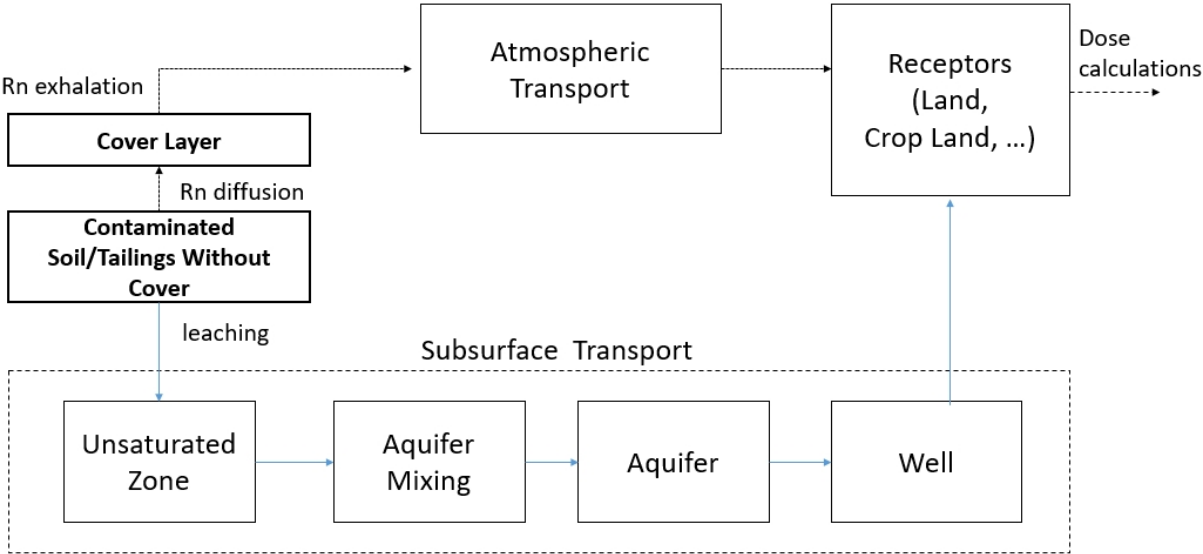 Atmospheric
Transport
Receptors
(Land,
Crop Land, ...)
Dose
calculations
Rn exhalation
Cover Layer
Rn diffusion
Contaminated
Soil/Tailings Without
Cover
leaching
Subsurface Transport
Unsaturated
Zone
Aquifer
Mixing
Aquifer
Well